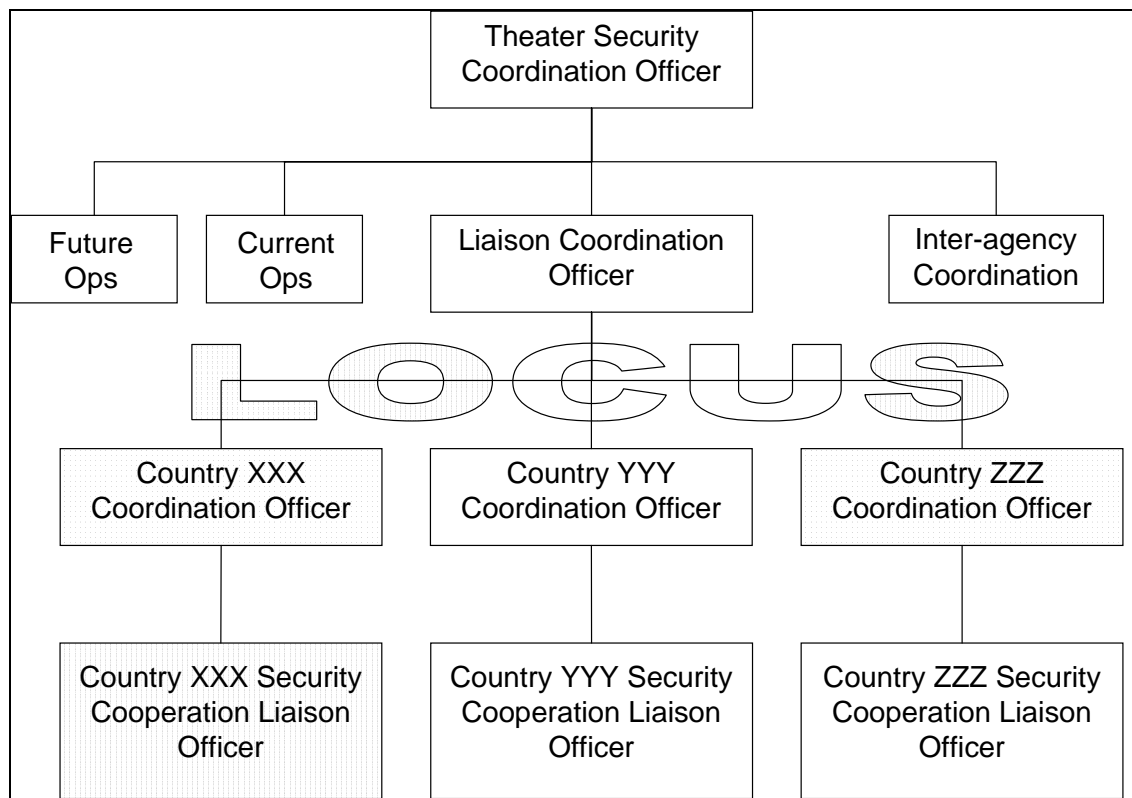 Theater Security
Coordination Officer
Future
Ops
Current
Ops
Liaison Coordination
Officer
Inter-agency
Coordination
LOCUS
Country XXX
Coordination Officer
Country YYY
Coordination Officer
Country ZZZ
Coordination Officer
Country XXX Security
Cooperation Liaison
Officer
Country YYY Security
Cooperation Liaison
Officer
Country ZZZ Security
Cooperation Liaison
Officer